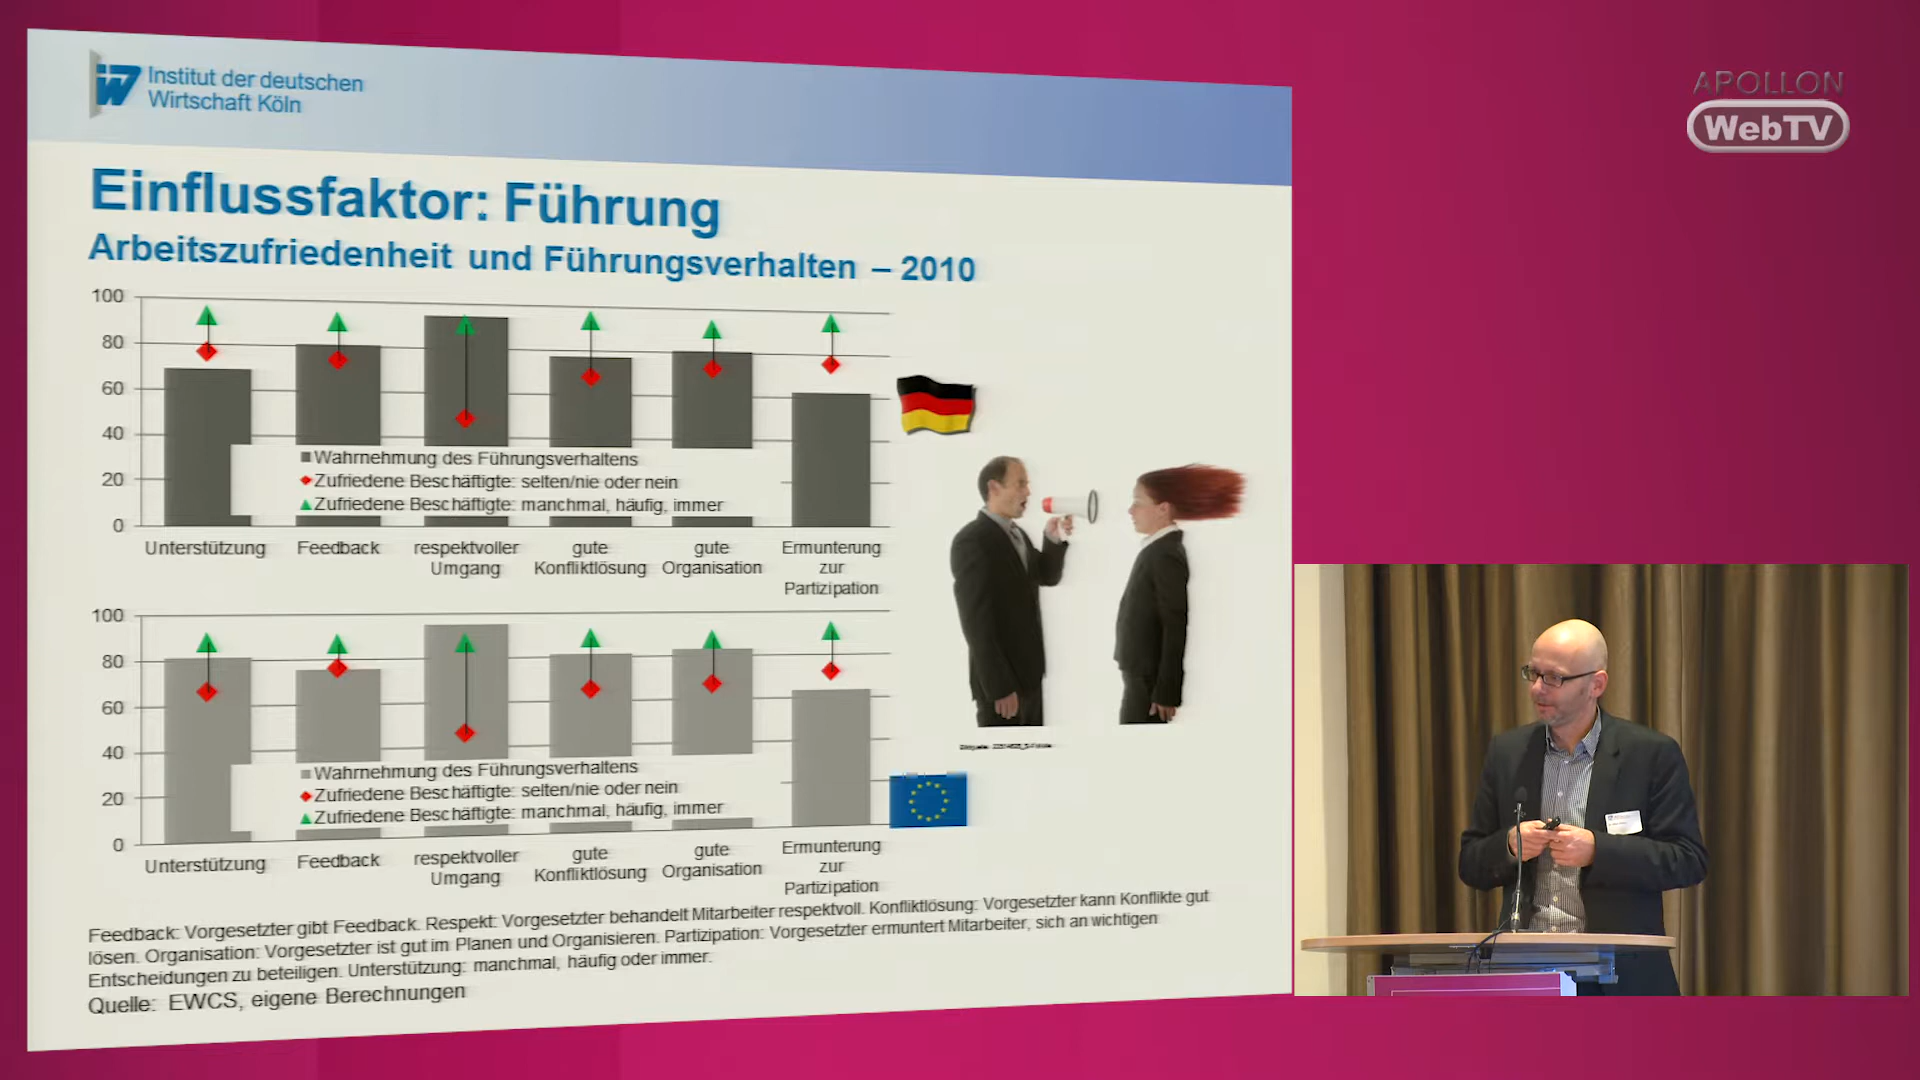 Institut der deutschen
Wirtschaft Köln
APOLLON
WebTV
Einflussfaktor: Führung
Arbeitszufriedenheit und Führungsverhalten – 2010
100
80
60
40
20
0
Wahrnehmung des Führungsverhaltens
Zufriedene Beschäftigte: selten/nie oder nein
Zufriedene Beschäftigte: manchmal, häufig, immer
Unterstützung
Feedback
respektvoller
Umgang
gute
Konfliktlösung
gute
Organisation
Ermunterung
zur
Partizipation
100
80
60
40
20
0
Wahrnehmung des Führungsverhaltens
Zufriedene Beschäftigte: selten/nie oder nein
Zufriedene Beschäftigte: manchmal, häufig, immer
Unterstützung
Feedback
respektvoller
Umgang
gute
Konfliktlösung
gute
Organisation
Ermunterung
zur
Partizipation
Feedback: Vorgesetzter gibt Feedback. Respekt: Vorgesetzter behandelt Mitarbeiter respektvoll. Konfliktlösung: Vorgesetzter kann Konflikte gut
lösen. Organisation: Vorgesetzter ist gut im Planen und Organisieren. Partizipation: Vorgesetzter ermuntert Mitarbeiter, sich an wichtigen
Entscheidungen zu beteiligen. Unterstützung: manchmal, häufig oder immer.
Quelle: EWCS, eigene Berechnungen